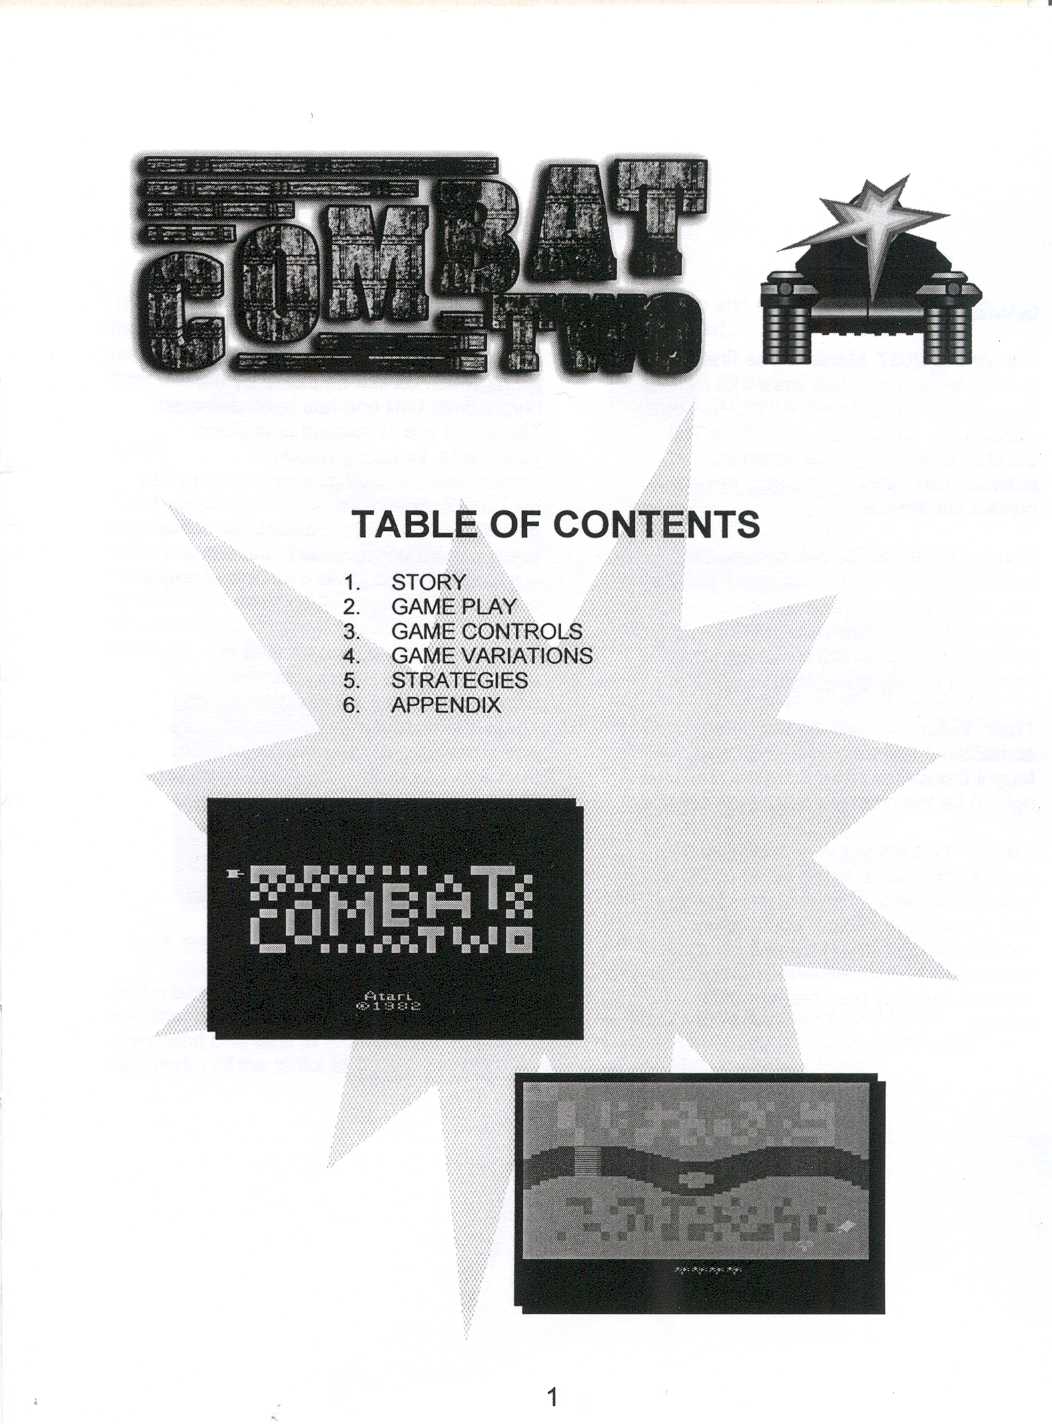 COMBAT
TWO
TABLE OF CONTENTS
1. STORY
2. GAME PLAY
3. GAME CONTROLS
4. GAME VARIATIONS
5. STRATEGIES
6. APPENDIX
COMBAT
TWO
Atari
©1982
1